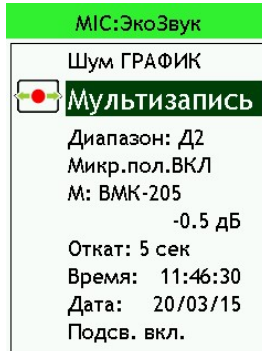 MIC:ЭкоЗвук
Шум ГРАФИК
Мультизапись
Диапазон: Д2
Микр.пол.ВКЛ
М: ВМК-205
-0.5 дБ
Откат: 5 сек
Время: 11:46:30
Дата: 20/03/15
Подсв. вкл.